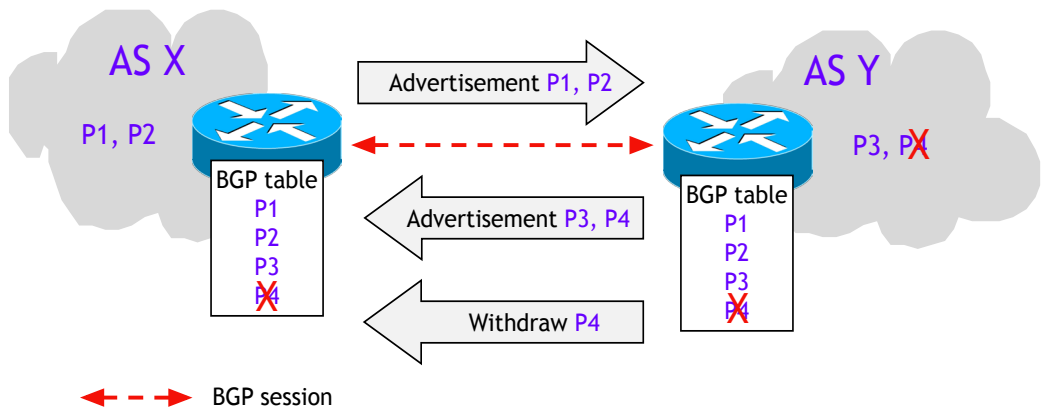 AS X
P1, P2
Advertisement P1, P2
AS Y
P3, P4
BGP table
P1
P2
P3
P4
Advertisement P3, P4
Withdraw P4
BGP table
P1
P2
P3
P4
BGP session